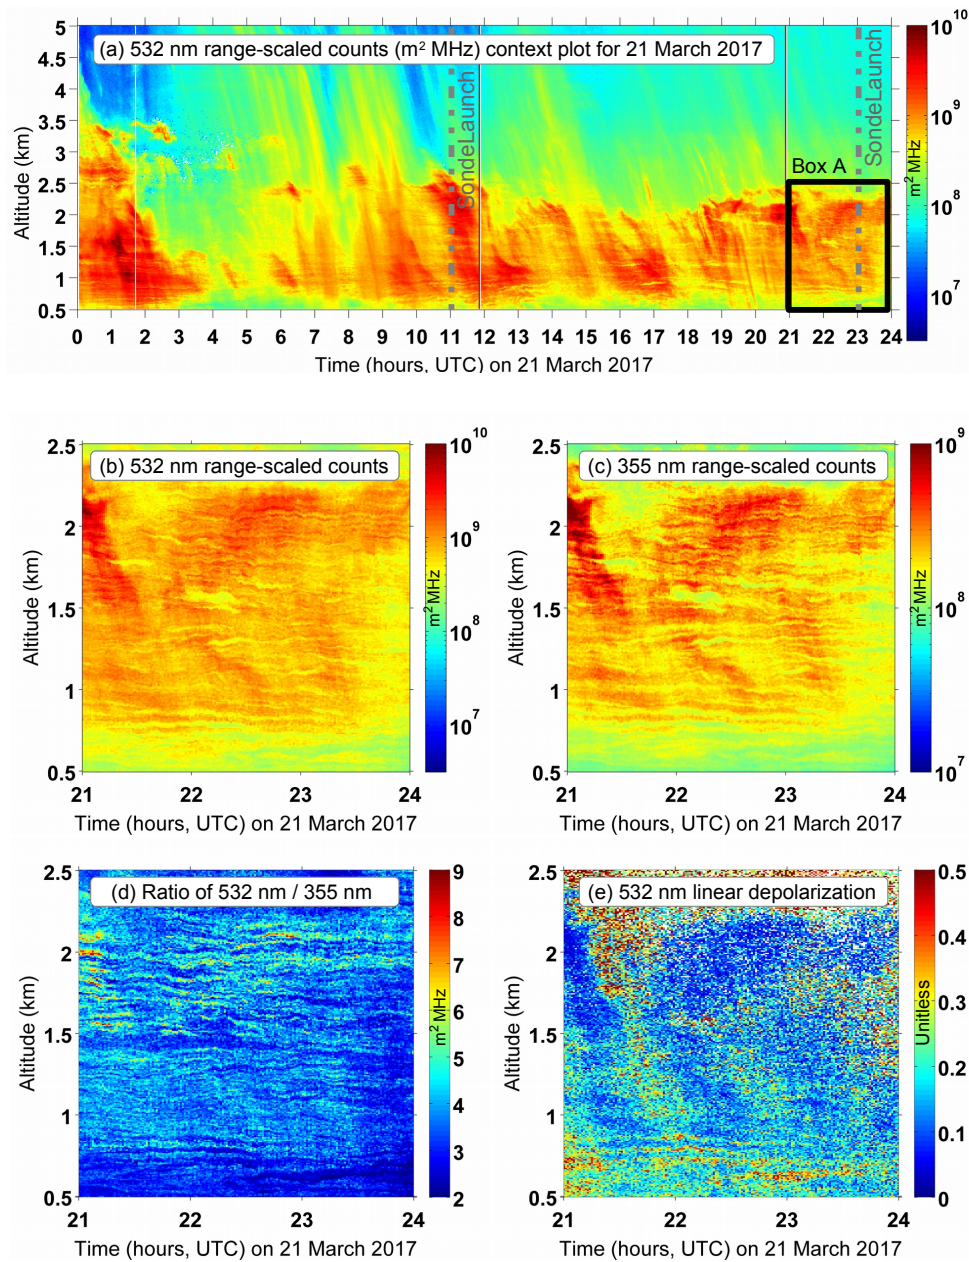 (a) 532 nm range-scaled counts (m² MHz) context plot for 21 March 2017
5
4.5
4
3.5
3
2.5
2
1.5
1
0.5
Altitude (km)
SondeLaunch
SondeLaunch
Box A
0 1 2 3 4 5 6 7 8 9 10 11 12 13 14 15 16 17 18 19 20 21 22 23 24
Time (hours, UTC) on 21 March 2017
10¹⁰
10⁹
10⁸
10⁷
m² MHz
(b) 532 nm range-scaled counts
2.5
2
1.5
1
0.5
Altitude (km)
21 22 23 24
Time (hours, UTC) on 21 March 2017
10¹⁰
10⁹
10⁸
10⁷
m² MHz
(c) 355 nm range-scaled counts
2.5
2
1.5
1
0.5
Altitude (km)
21 22 23 24
Time (hours, UTC) on 21 March 2017
10⁹
10⁸
10⁷
m² MHz
(d) Ratio of 532 nm / 355 nm
2.5
2
1.5
1
0.5
Altitude (km)
21 22 23 24
Time (hours, UTC) on 21 March 2017
9
8
7
6
5
4
3
2
m² MHz
(e) 532 nm linear depolarization
2.5
2
1.5
1
0.5
Altitude (km)
21 22 23 24
Time (hours, UTC) on 21 March 2017
0.5
0.4
0.3
0.2
0.1
0
Unitless